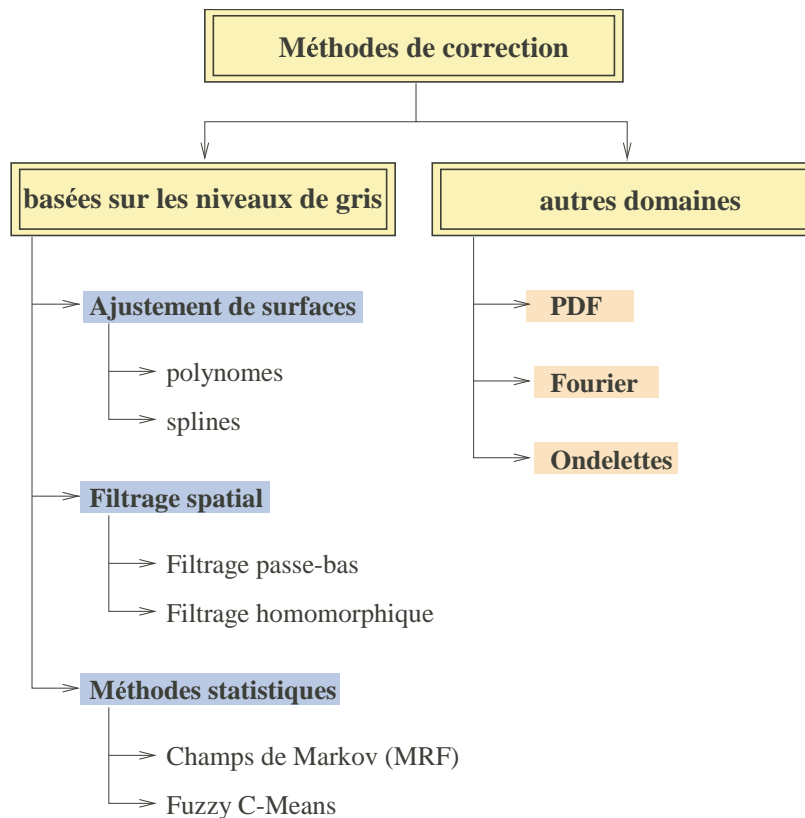 Méthodes de correction
basées sur les niveaux de gris
autres domaines
Ajustement de surfaces
polynomes
splines
Filtrage spatial
Filtrage passe-bas
Filtrage homomorphique
Méthodes statistiques
Champs de Markov (MRF)
Fuzzy C-Means
PDF
Fourier
Ondelettes